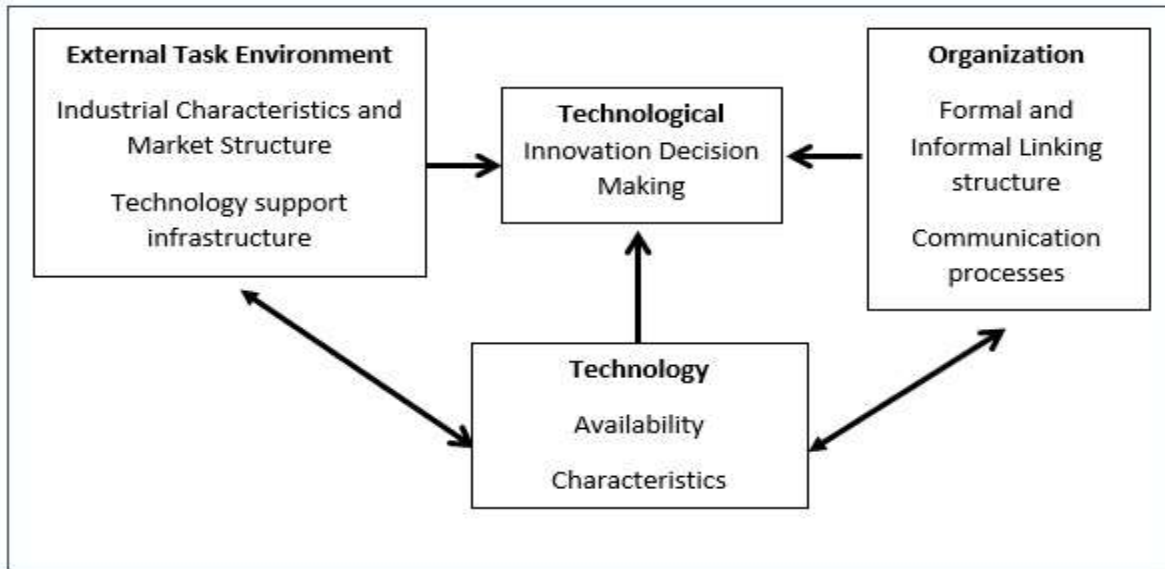 External Task Environment
Industrial Characteristics and
Market Structure
Technology support
infrastructure
Technological
Innovation Decision
Making
Organization
Formal and
Informal Linking
structure
Communication
processes
Technology
Availability
Characteristics